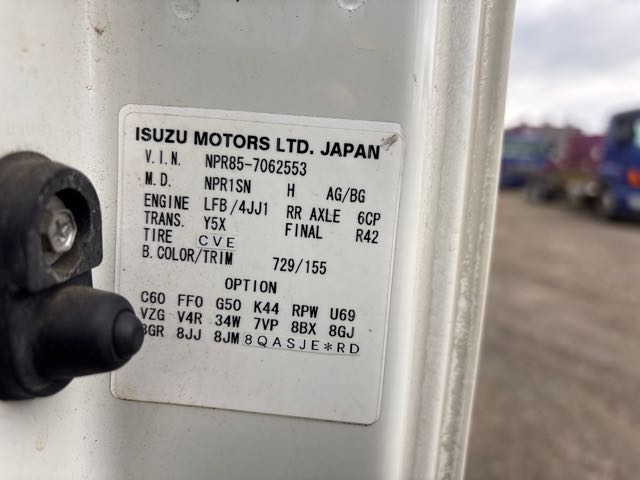 ISUZU MOTORS LTD. JAPAN
V.I.N. NPR85-7062553
M.D. NPR1SN H AG/BG
ENGINE LFB/4JJ1 RR AXLE 6CP
TRANS. Y5X FINAL R42
TIRE CVE
B.COLOR/TRIM 729/155
OPTION
C60 FF0 G50 K44 RPW U69
VZG V4R 34W 7VP 8BX 8GJ
8GR 8JJ 8JM 8QASJE*RD